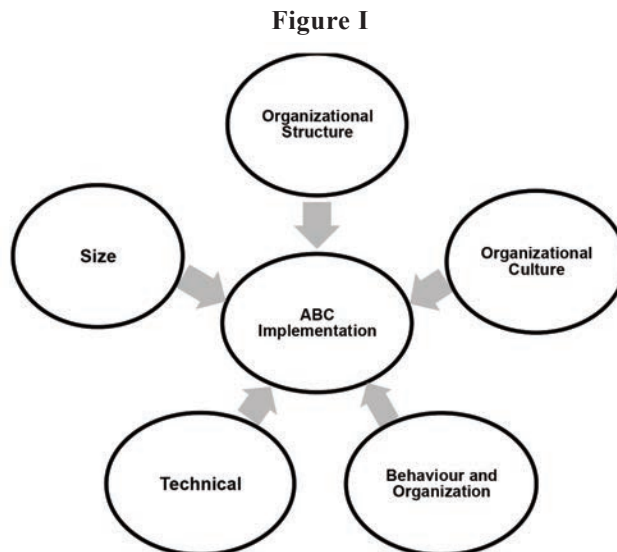 Figure I
Organizational
Structure
Size
Organizational
Culture
ABC
Implementation
Technical
Behaviour and
Organization